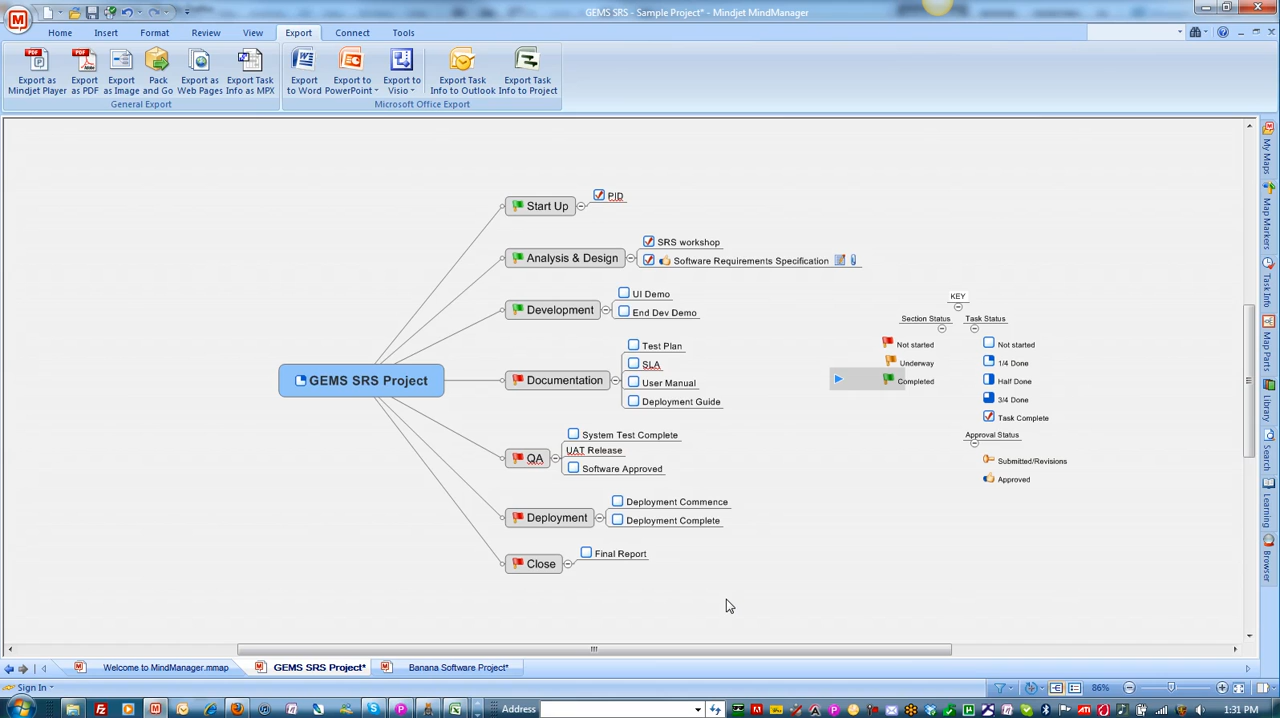 GEMS SRS - Sample Project* - Mindjet MindManager
Home Insert Format Review View Export Connect Tools
Export as Mindjet Player
Export as PDF
Export as Image
Pack and Go
Export as Web Pages
Export Task Info as MPX
Export to Word
Export to PowerPoint
Export to Visio
Export Task Info to Outlook
Export Task Info to Project
General Export
Microsoft Office Export
My Maps
Map Markers
Task Info
Map Parts
Library
Search
Learning
Browser
GEMS SRS Project
Start Up
PID
Analysis & Design
SRS workshop
Software Requirements Specification
Development
UI Demo
End Dev Demo
Documentation
Test Plan
SLA
User Manual
Deployment Guide
QA
System Test Complete
UAT Release
Software Approved
Deployment
Deployment Commence
Deployment Complete
Close
Final Report
KEY
Section Status
Not started
Underway
Completed
Task Status
Not started
1/4 Done
Half Done
3/4 Done
Task Complete
Approval Status
Submitted/Revisions
Approved
Welcome to MindManager.mmap
GEMS SRS Project*
Banana Software Project*
Sign In
86%
Address
1:31 PM